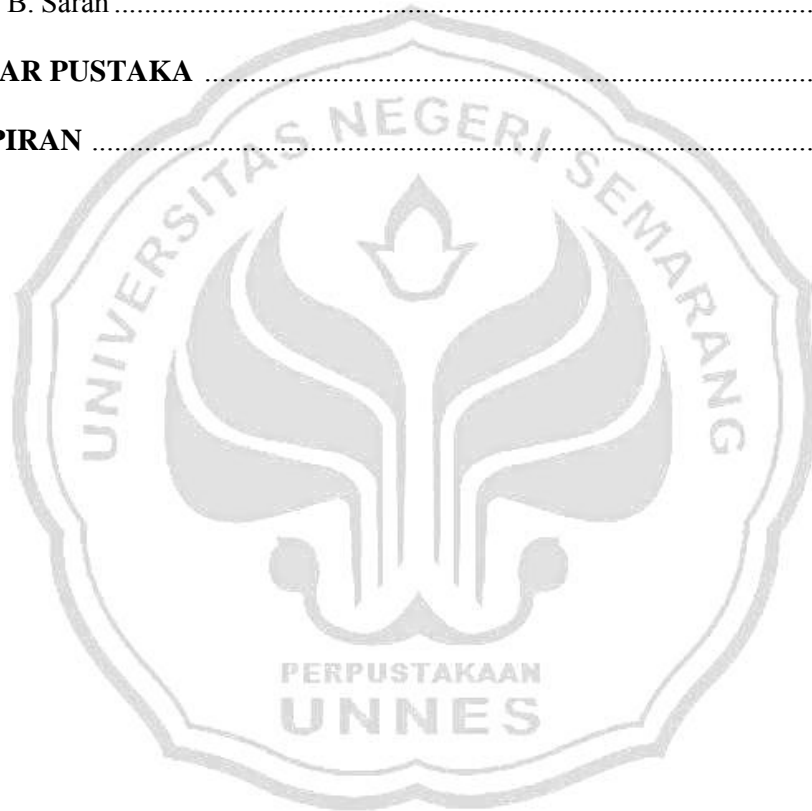 B. Saran ........................................................................................
AR PUSTAKA ........................................................................................
PIRAN ........................................................................................
UNIVERSITAS NEGERI SEMARANG
PERPUSTAKAAN
UNNES